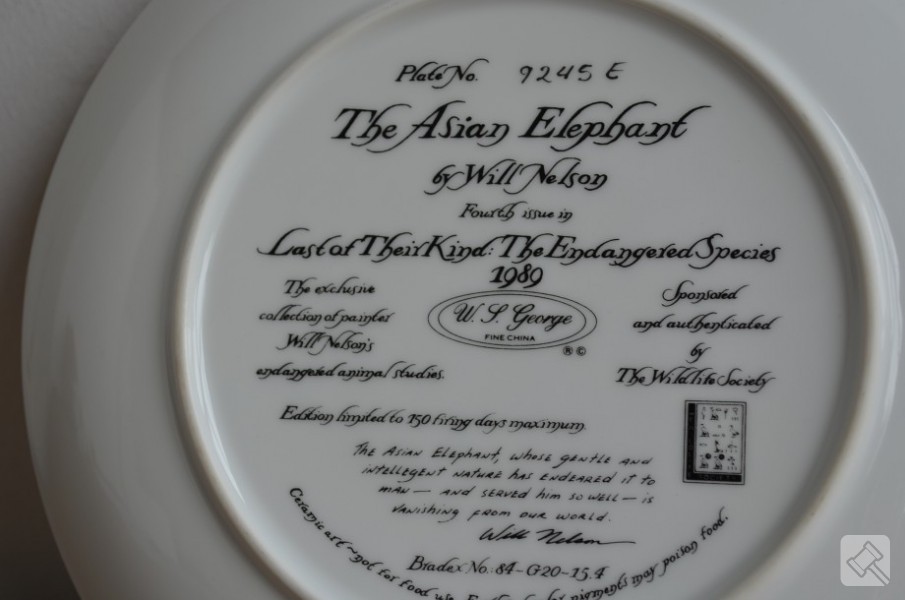 Plate No. 9245 E
The Asian Elephant
by Will Nelson
Fourth issue in
Last of Their Kind: The Endangered Species
1989
The exclusive
collection of painter
Will Nelson's
endangered animal studies.
W. S. George
FINE CHINA
® ©
Sponsored
and authenticated
by
The Wildlife Society
Edition limited to 150 firing days maximum.
THE ASIAN ELEPHANT, WHOSE GENTLE AND
INTELLEGENT NATURE HAS ENDEARED IT TO
MAN — AND SERVED HIM SO WELL — IS
VANISHING FROM OUR WORLD.
Will Nelson
Bradex No.: 84-G20-15.4
Ceramic art ~ not for food use. pigments may poison food.